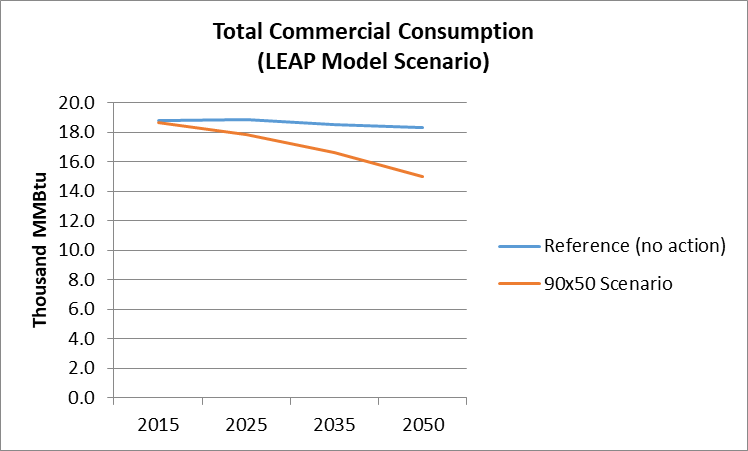 Total Commercial Consumption
(LEAP Model Scenario)
Thousand MMBtu
20.0
18.0
16.0
14.0
12.0
10.0
8.0
6.0
4.0
2.0
0.0
2015 2025 2035 2050
Reference (no action)
90x50 Scenario